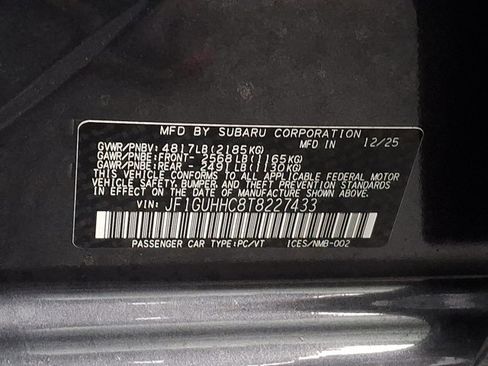 MFD BY SUBARU CORPORATION
GVWR/PNBV: 4817LB(2185KG) MFD IN 12/25
GAWR/PNBE:FRONT- 2568LB(1165KG)
GAWR/PNBE:REAR - 2491LB(1130KG)
THIS VEHICLE CONFORMS TO ALL APPLICABLE FEDERAL MOTOR
VEHICLE SAFETY, BUMPER, AND THEFT PREVENTION STANDARDS IN
EFFECT ON THE DATE OF MANUFACTURE SHOWN ABOVE.
VIN: JF1GUHHC8T8227433
PASSENGER CAR TYPE:PC/VT ICES/NMB-002